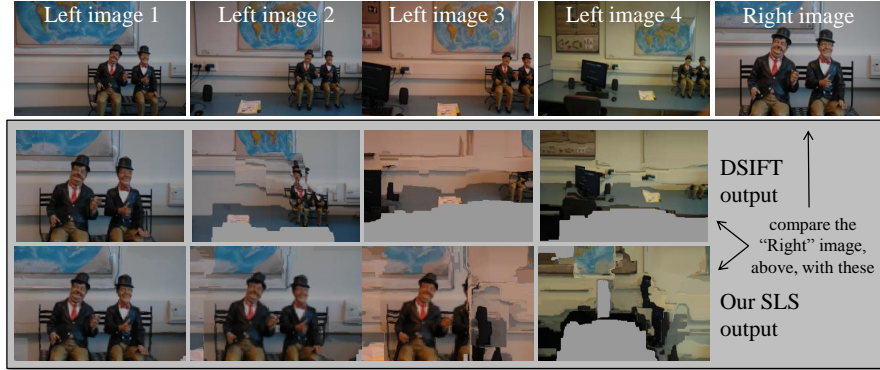 Left image 1
Left image 2
Left image 3
Left image 4
Right image
DSIFT
output
compare the
“Right” image,
above, with these
Our SLS
output